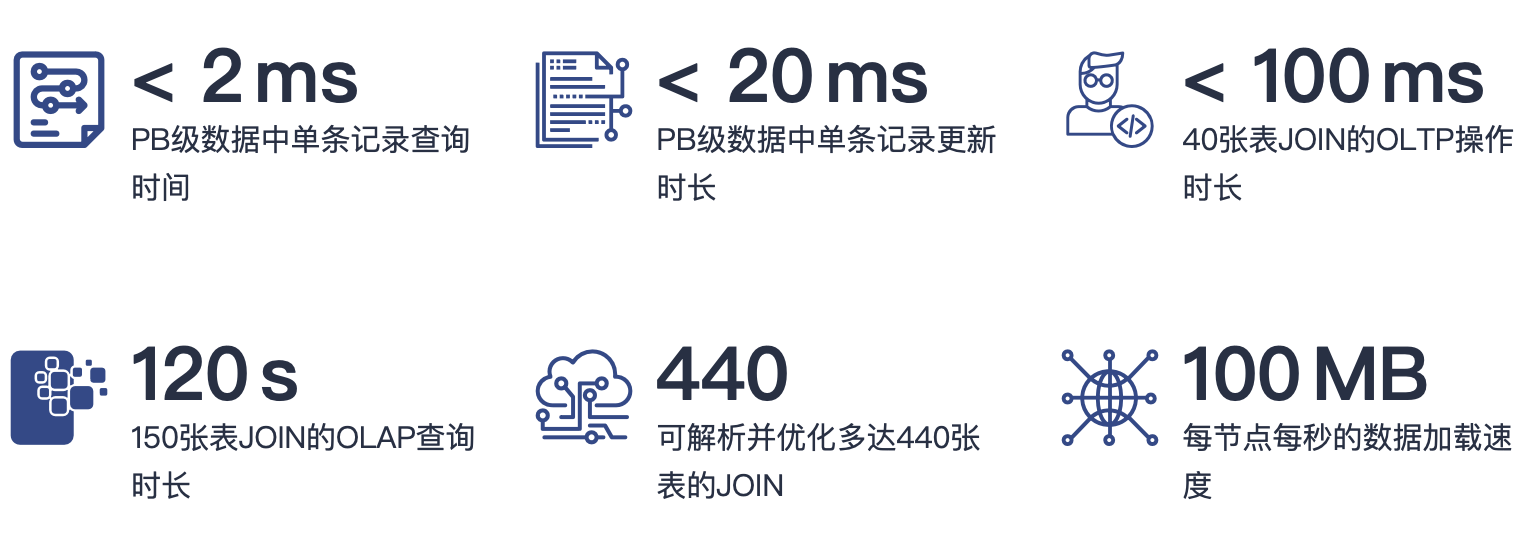 < 2 ms
PB级数据中单条记录查询
时间
< 20 ms
PB级数据中单条记录更新
时长
< 100 ms
40张表JOIN的OLTP操作
时长
120 s
150张表JOIN的OLAP查询
时长
440
可解析并优化多达440张
表的JOIN
100 MB
每节点每秒的数据加载速
度